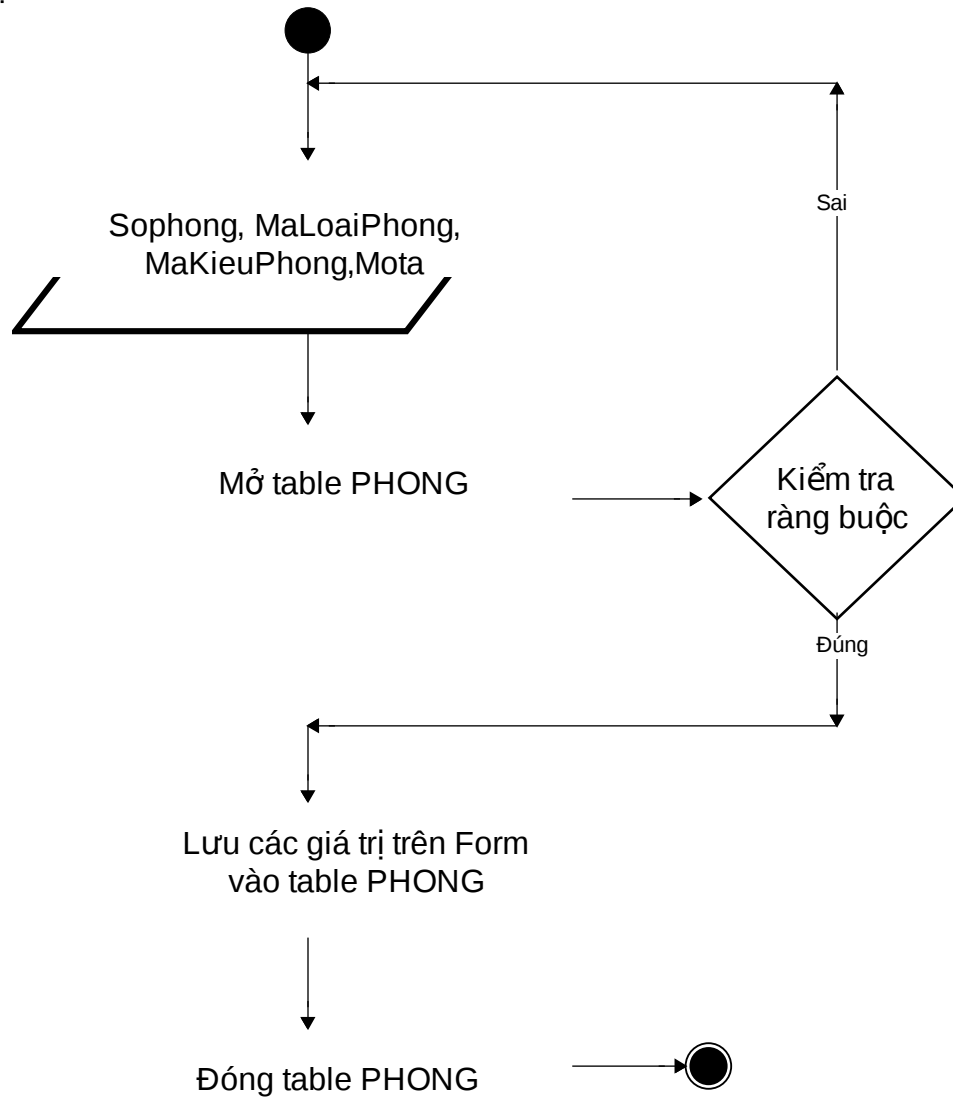 Sophong, MaLoaiPhong,
MaKieuPhong,Mota
Sai
Mở table PHONG
Kiểm tra
ràng buộc
Đúng
Lưu các giá trị trên Form
vào table PHONG
Đóng table PHONG